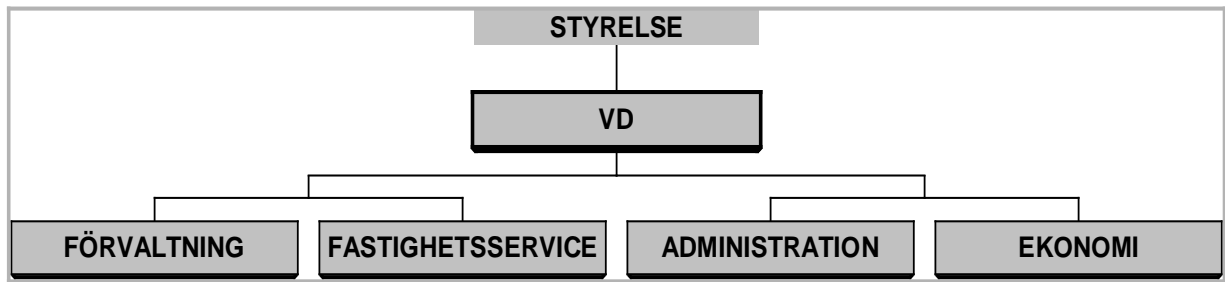 STYRELSE
VD
FÖRVALTNING
FASTIGHETSSERVICE
ADMINISTRATION
EKONOMI